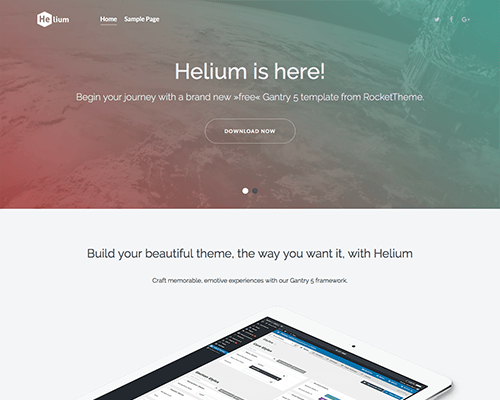 Helium
Home Sample Page
Helium is here!
Begin your journey with a brand new »free« Gantry 5 template from RocketTheme.
DOWNLOAD NOW
Build your beautiful theme, the way you want it, with Helium
Craft memorable, emotive experiences with our Gantry 5 framework.